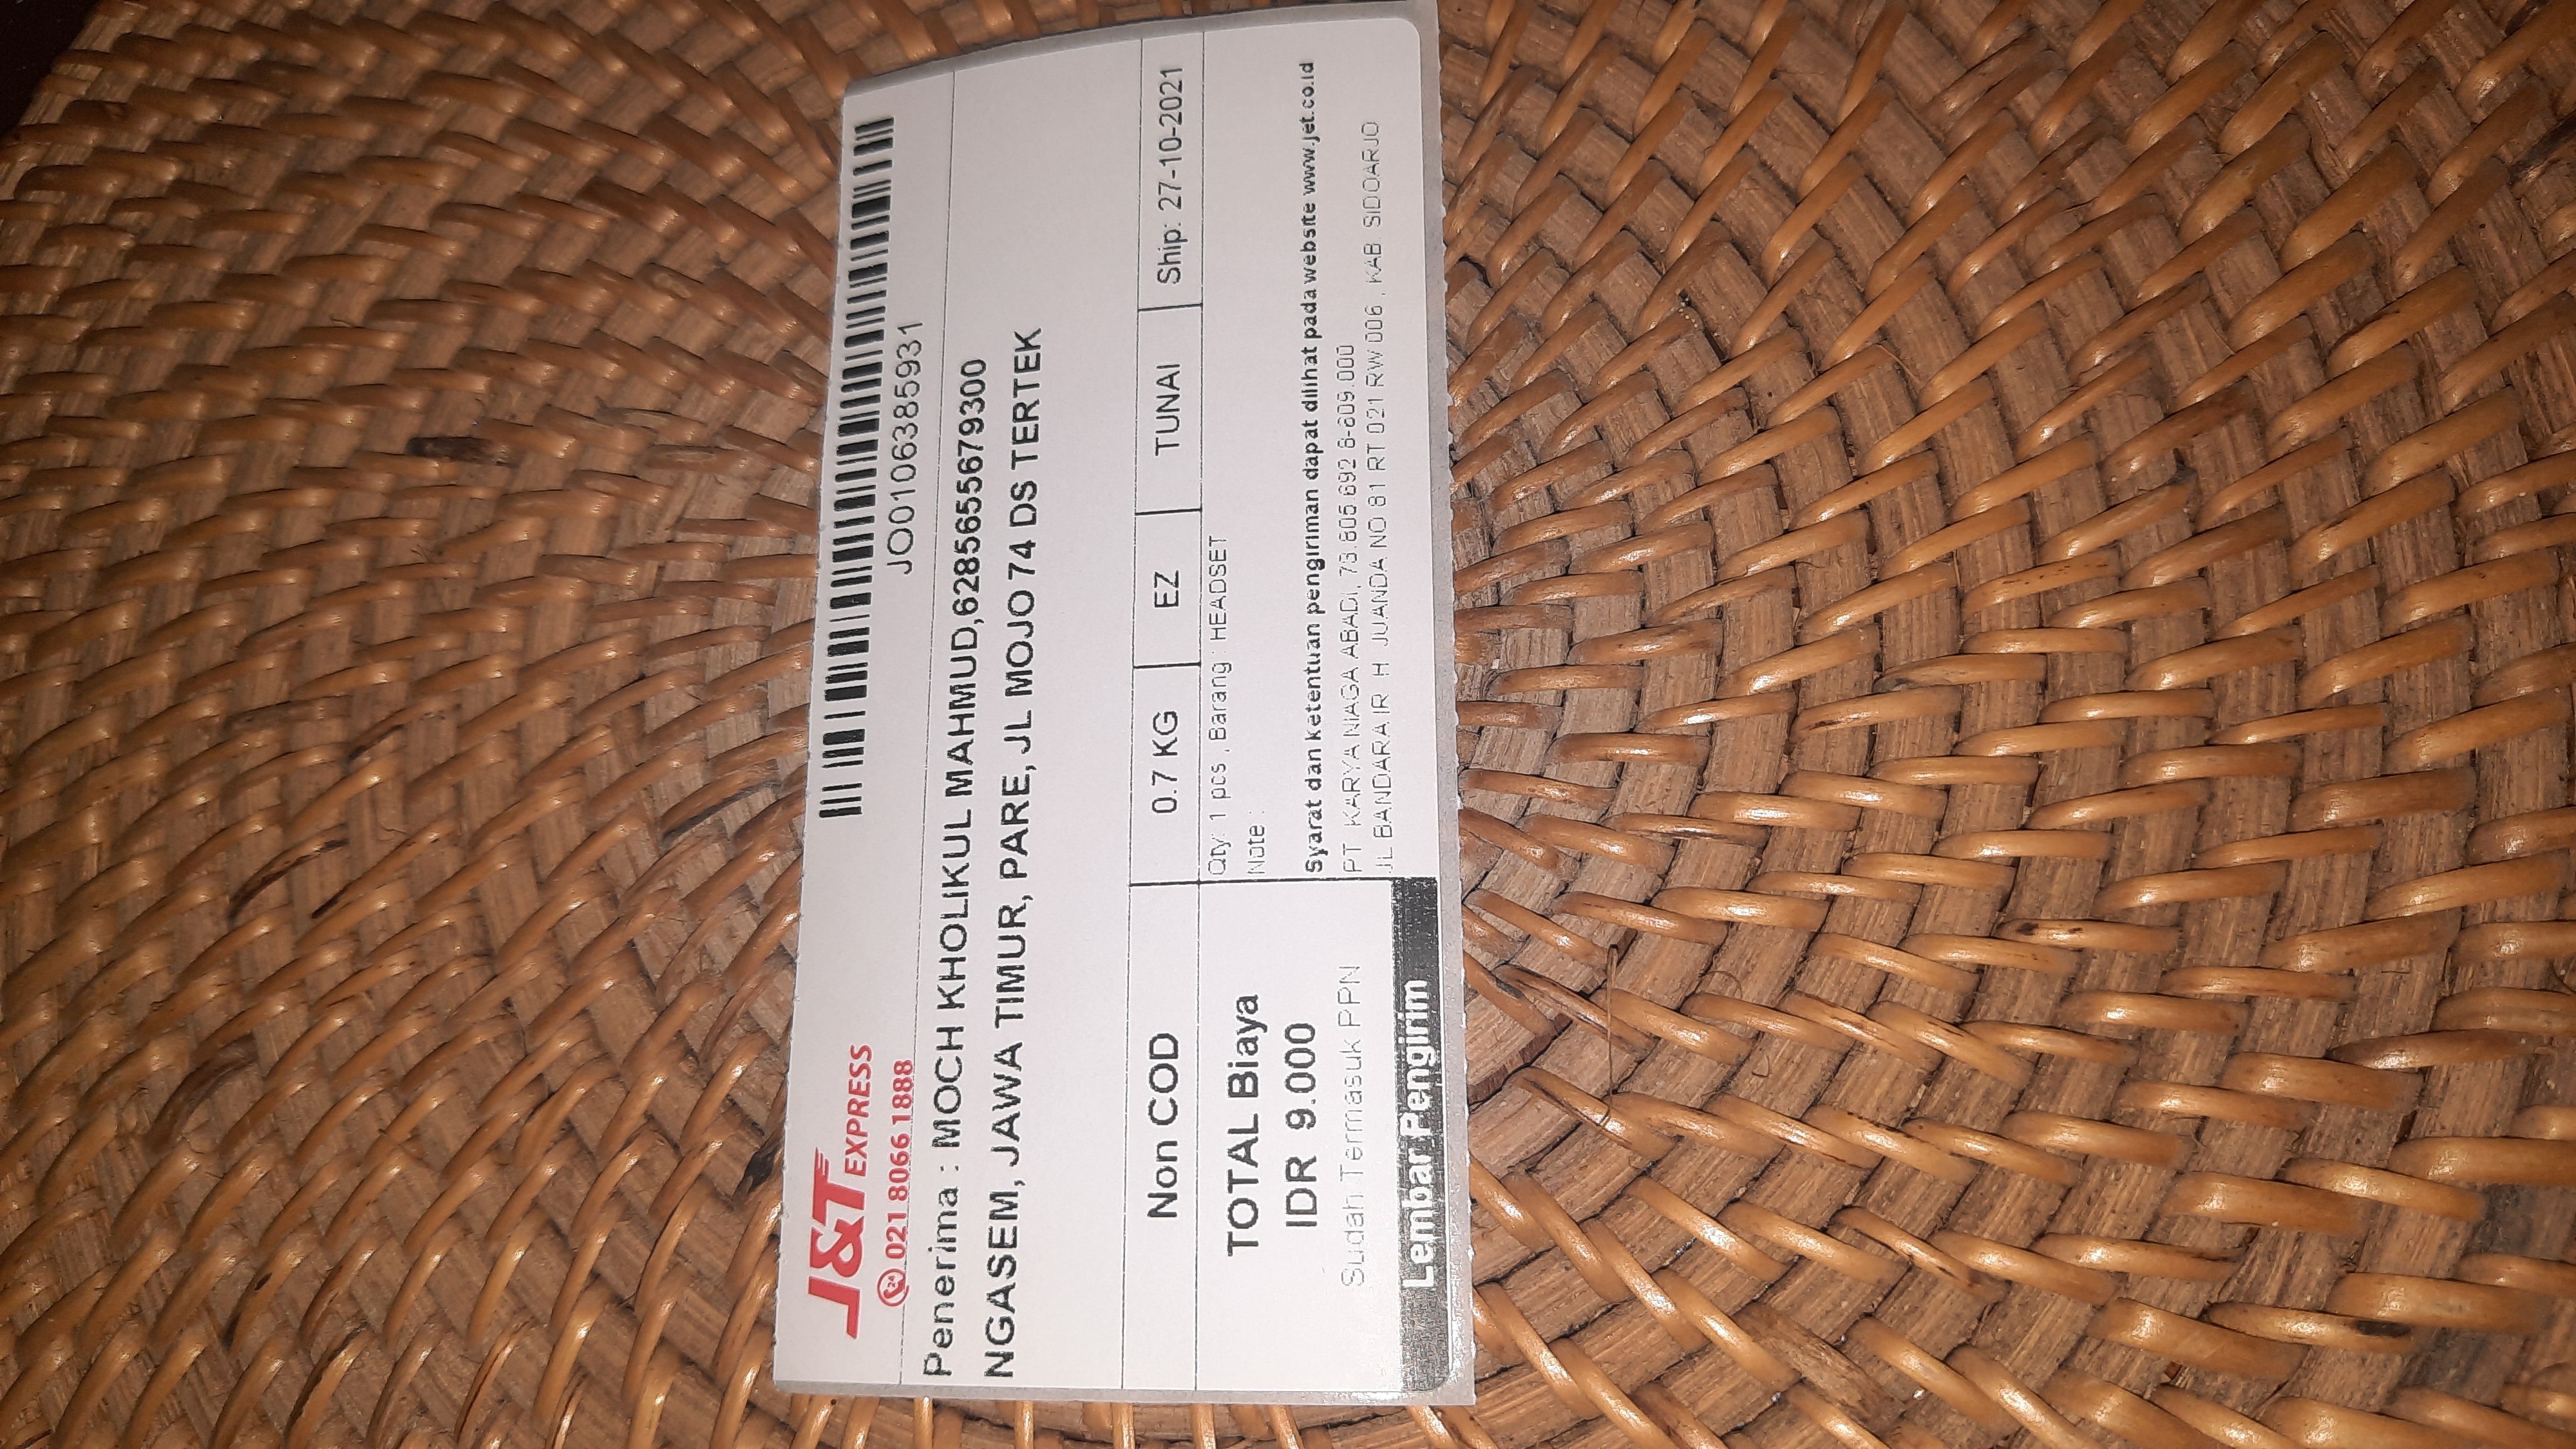 J&T EXPRESS
24 021 8066 1888
JO0106385931
Penerima : MOCH KHOLIKUL MAHMUD,6285655679300
NGASEM, JAWA TIMUR, PARE, JL MOJO 74 DS TERTEK
Non COD
0.7 KG
EZ
TUNAI
Ship: 27-10-2021
TOTAL Biaya
IDR 9.000
Sudah Termasuk PPN
Lembar Pengirim
Qty: 1 pcs , Barang : HEADSET
Note :
Syarat dan ketentuan pengiriman dapat dilihat pada website www.jet.co.id
PT. KARYA NIAGA ABADI, 73.805.692.8-609.000
JL BANDARA IR. H. JUANDA NO 81 RT 021 RW 006 , KAB. SIDOARJO